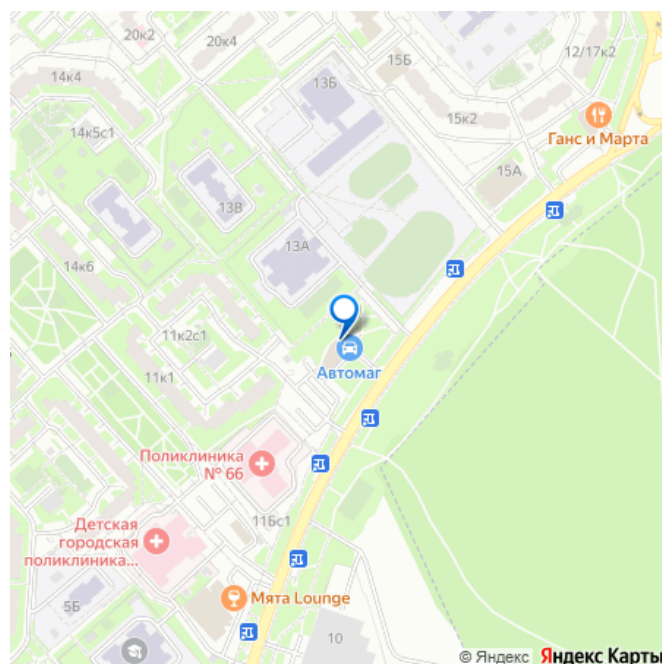 20к2
20к4
14к4
15Б
12/17к2
13Б
15к2
Ганс и Марта
14к5с1
15А
13В
13А
14к6
11к2с1
11к1
Автомаг
Поликлиника
№ 66
11Бс1
Детская
городская
поликлиника...
5Б
Мята Lounge
10
© Яндекс Яндекс Карты